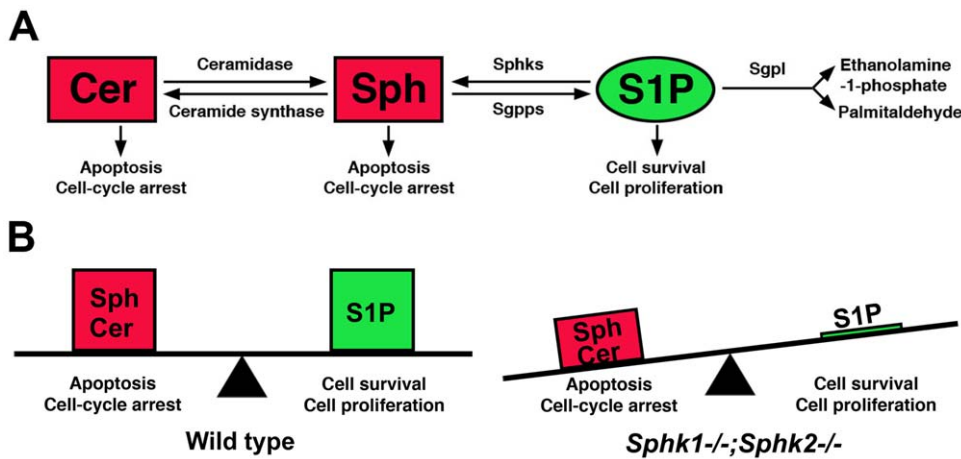 A
Cer
Ceramidase
Ceramide synthase
Sph
Sphks
Sgpps
S1P
Sgpl
Ethanolamine
-1-phosphate
Palmitaldehyde
Apoptosis
Cell-cycle arrest
Apoptosis
Cell-cycle arrest
Cell survival
Cell proliferation
B
Sph
Cer
S1P
Apoptosis
Cell-cycle arrest
Cell survival
Cell proliferation
Wild type
Sph
Cer
S1P
Apoptosis
Cell-cycle arrest
Cell survival
Cell proliferation
Sphk1-/-;Sphk2-/-